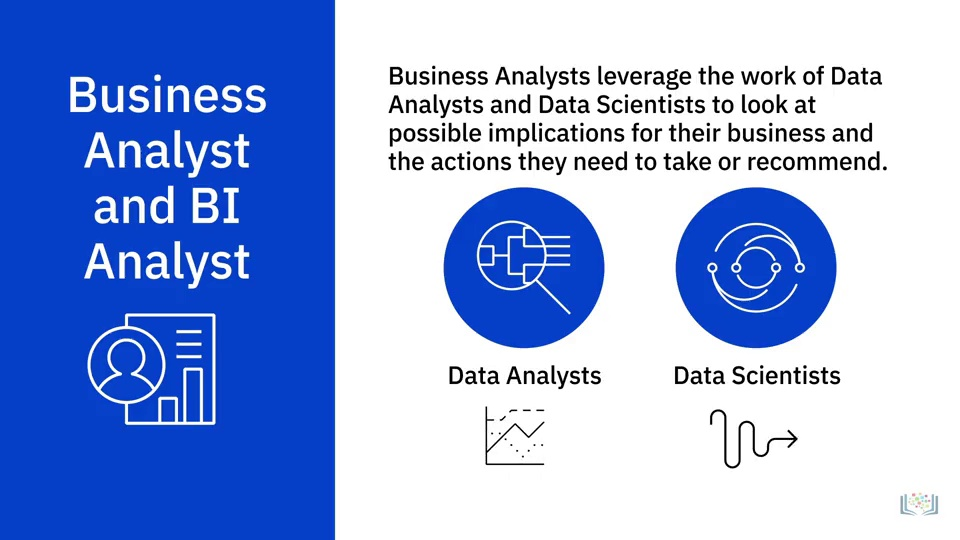 Business
Analyst
and BI
Analyst
Business Analysts leverage the work of Data
Analysts and Data Scientists to look at
possible implications for their business and
the actions they need to take or recommend.
Data Analysts
Data Scientists